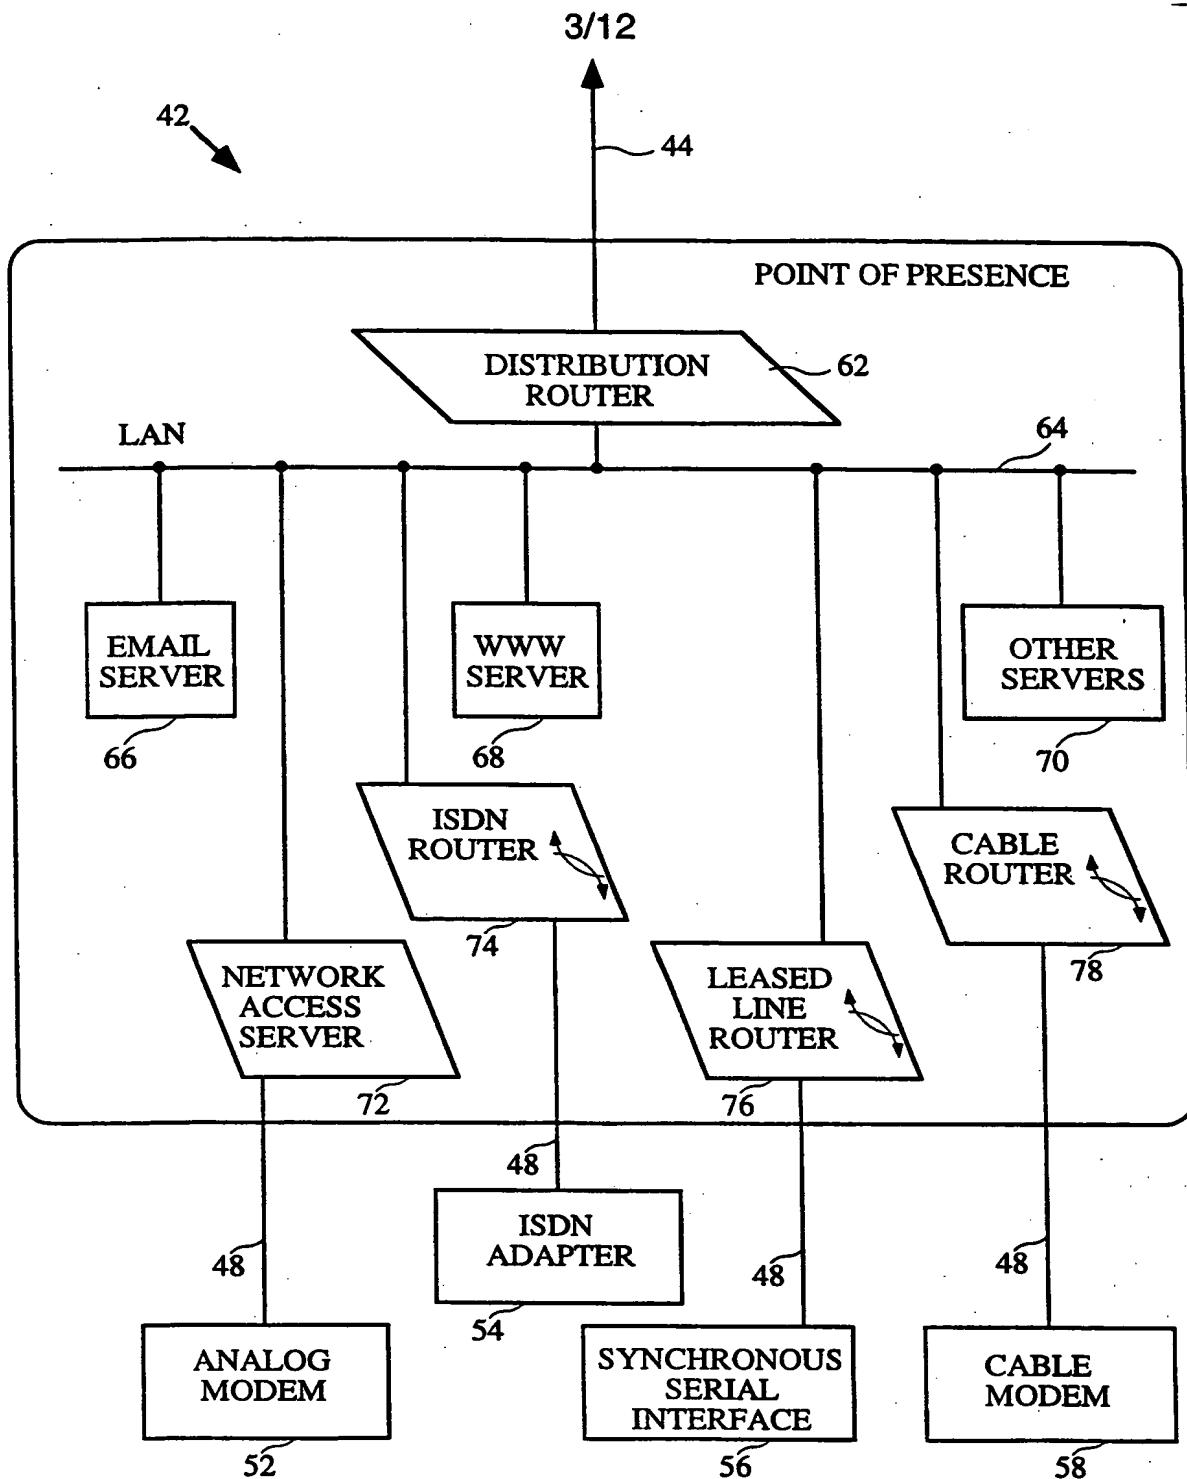 3/12
42
44
POINT OF PRESENCE
DISTRIBUTION
ROUTER
62
LAN
64
EMAIL
SERVER
66
WWW
SERVER
68
OTHER
SERVERS
70
ISDN
ROUTER
74
CABLE
ROUTER
78
NETWORK
ACCESS
SERVER
72
LEASED
LINE
ROUTER
76
48
ISDN
ADAPTER
54
48
48
48
ANALOG
MODEM
52
SYNCHRONOUS
SERIAL
INTERFACE
56
CABLE
MODEM
58